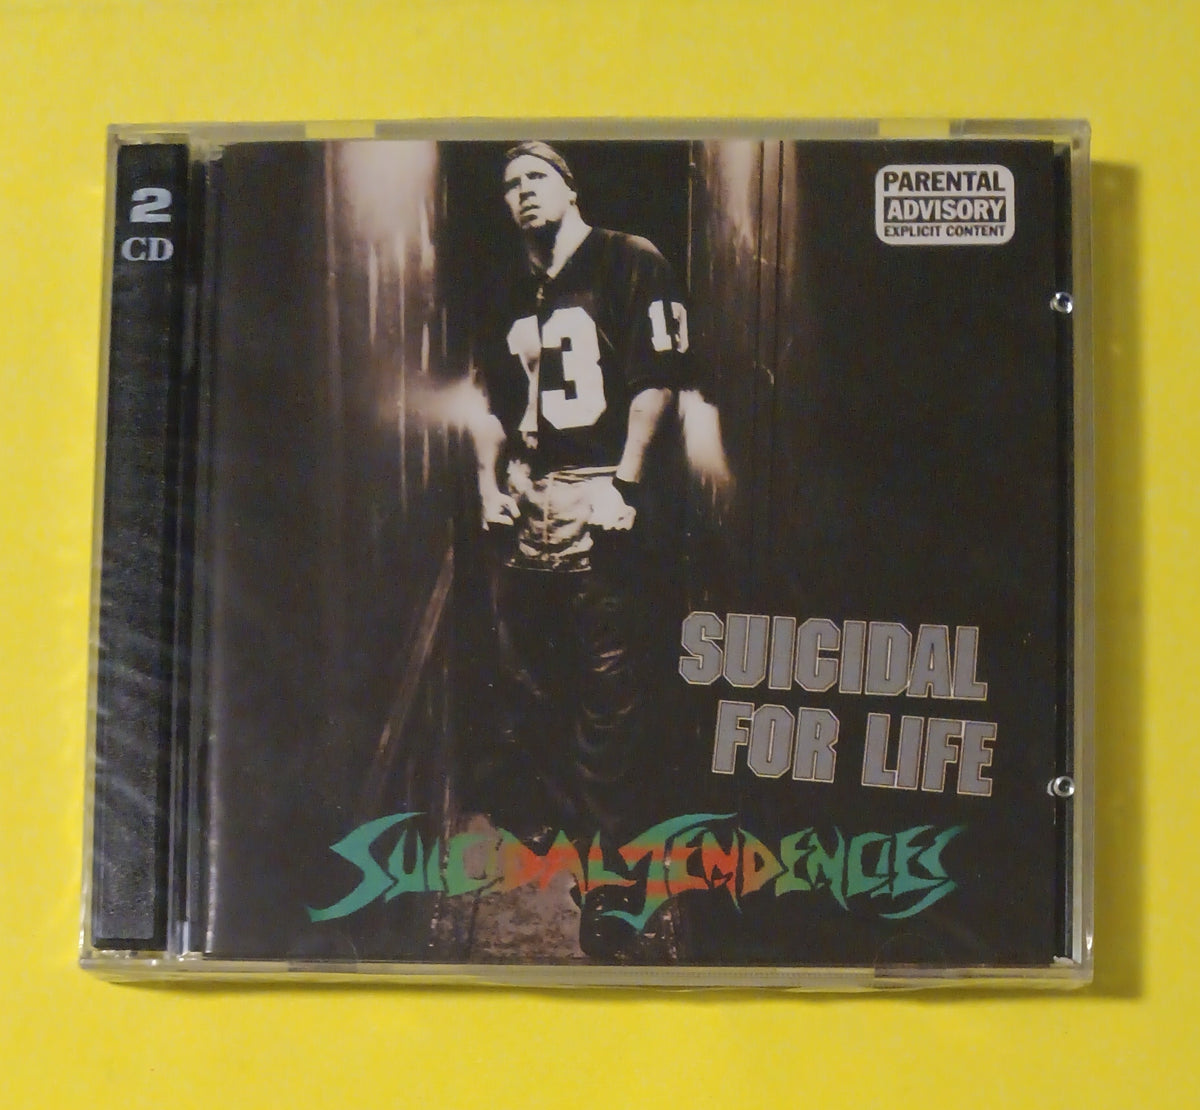 2
CD
PARENTAL
ADVISORY
EXPLICIT CONTENT
13
13
SUICIDAL
FOR LIFE
SUICIDAL TENDENCIES